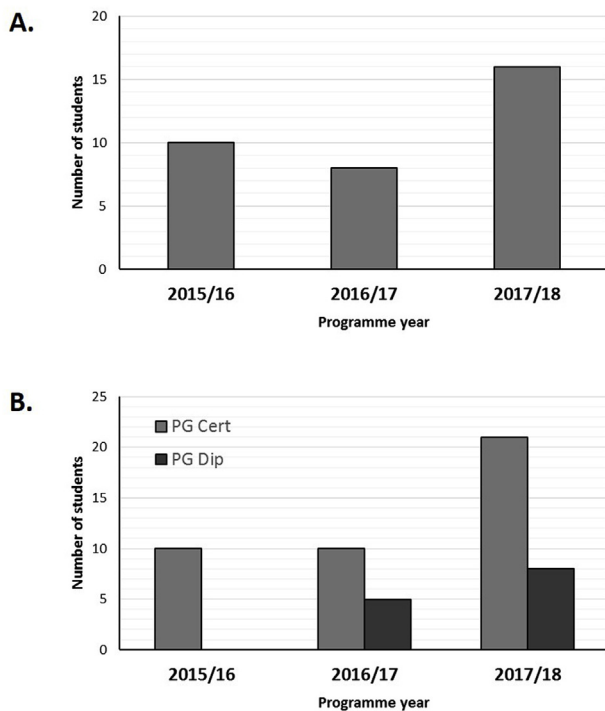 A.
Number of students
20
15
10
5
0
2015/16 2016/17 2017/18
Programme year
B.
Number of students
25
20
15
10
5
0
PG Cert
PG Dip
2015/16 2016/17 2017/18
Programme year